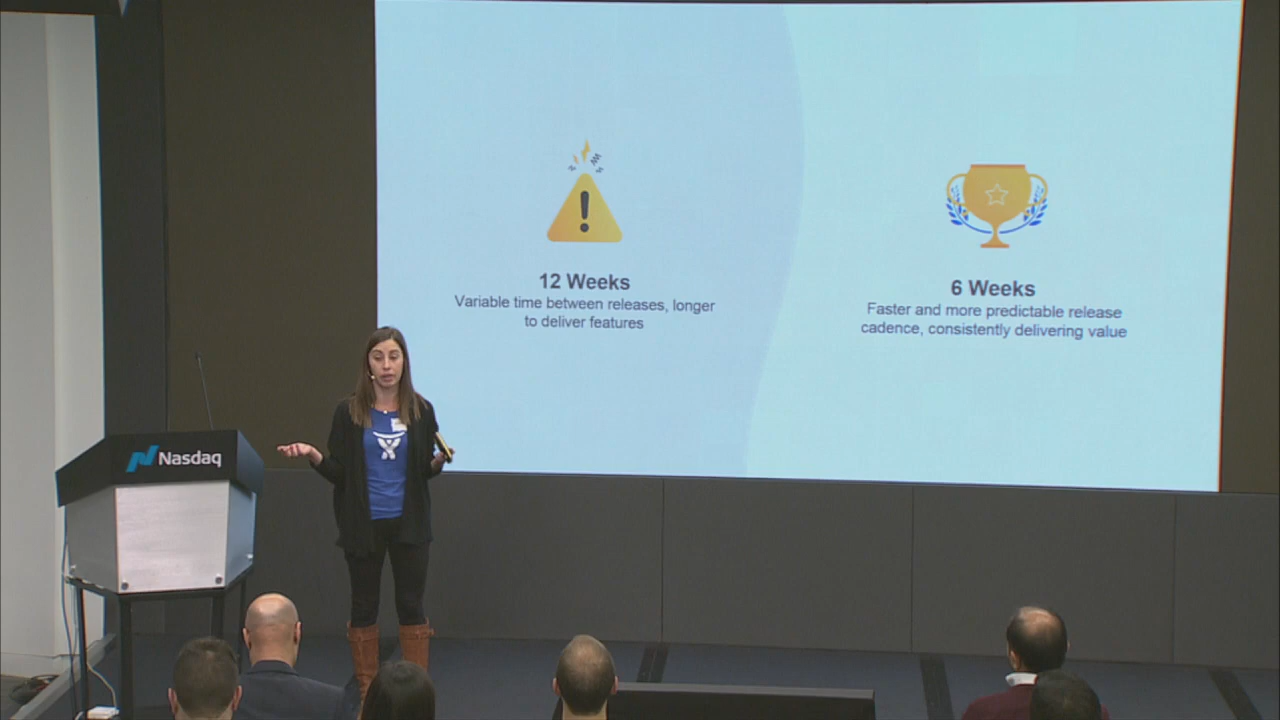 12 Weeks
Variable time between releases, longer
to deliver features
6 Weeks
Faster and more predictable release
cadence, consistently delivering value
Nasdaq